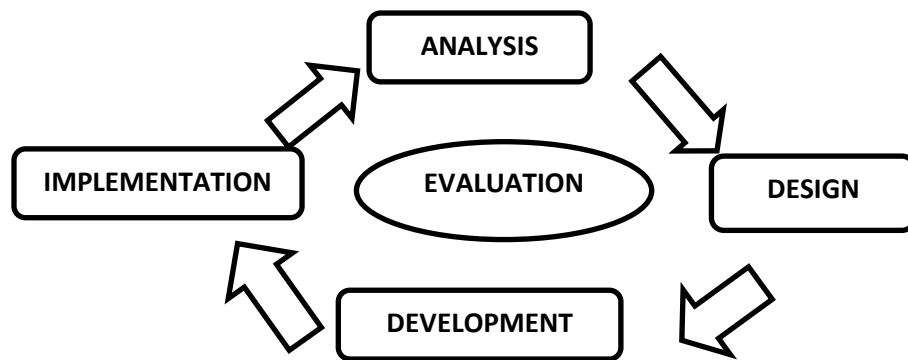 ANALYSIS
IMPLEMENTATION
EVALUATION
DESIGN
DEVELOPMENT